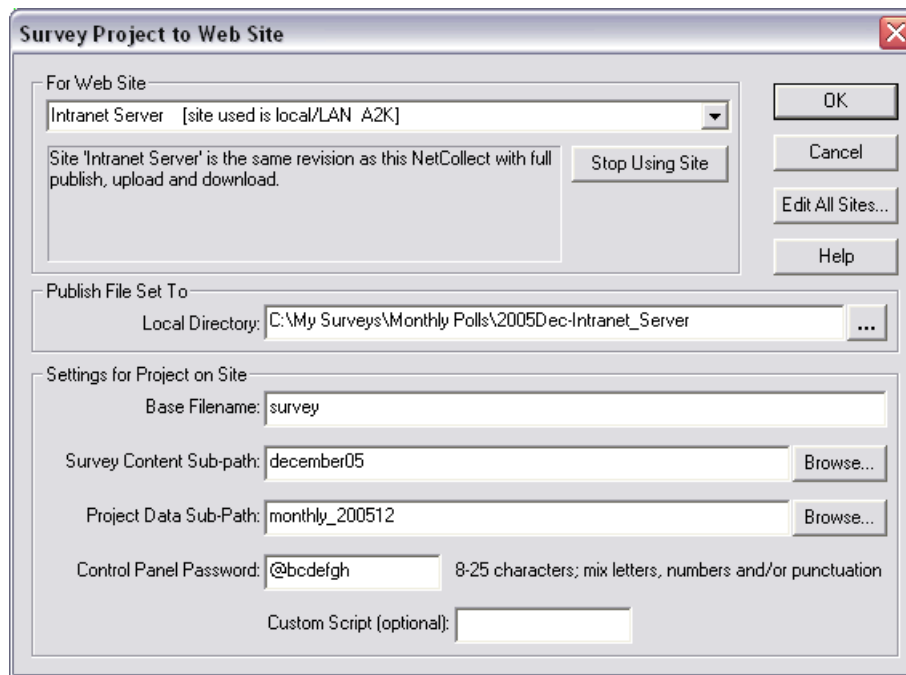 Survey Project to Web Site
For Web Site
Intranet Server [site used is local/LAN A2K]
Site 'Intranet Server' is the same revision as this NetCollect with full
publish, upload and download.
Stop Using Site
OK
Cancel
Edit All Sites...
Help
Publish File Set To
Local Directory: C:\My Surveys\Monthly Polls\2005Dec-Intranet_Server ...
Settings for Project on Site
Base Filename: survey
Survey Content Sub-path: december05 Browse...
Project Data Sub-Path: monthly_200512 Browse...
Control Panel Password: @bcdefgh 8-25 characters; mix letters, numbers and/or punctuation
Custom Script (optional):